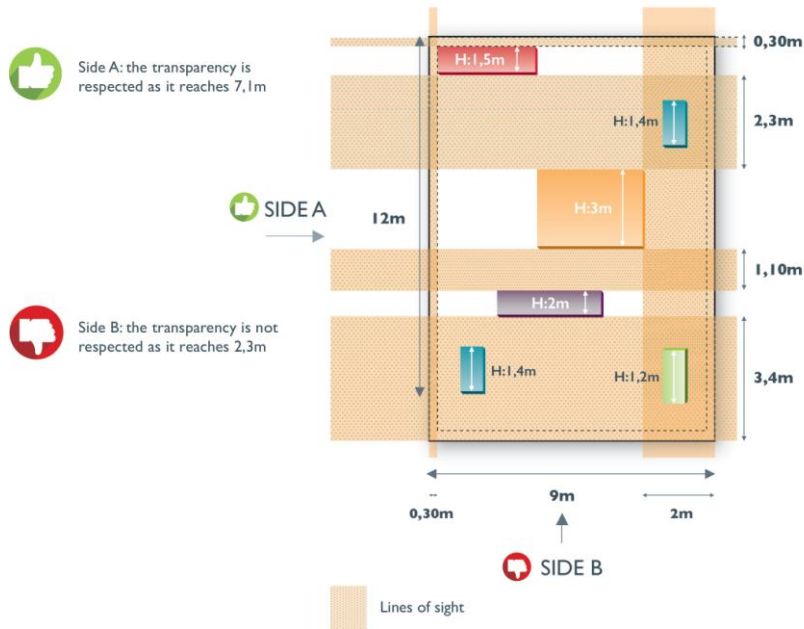 Side A: the transparency is
respected as it reaches 7,1m
SIDE A
Side B: the transparency is not
respected as it reaches 2,3m
12m
H:1,5m
H:1,4m
H:3m
H:2m
H:1,4m
H:1,2m
0,30m
2,3m
1,10m
3,4m
0,30m
9m
2m
SIDE B
Lines of sight